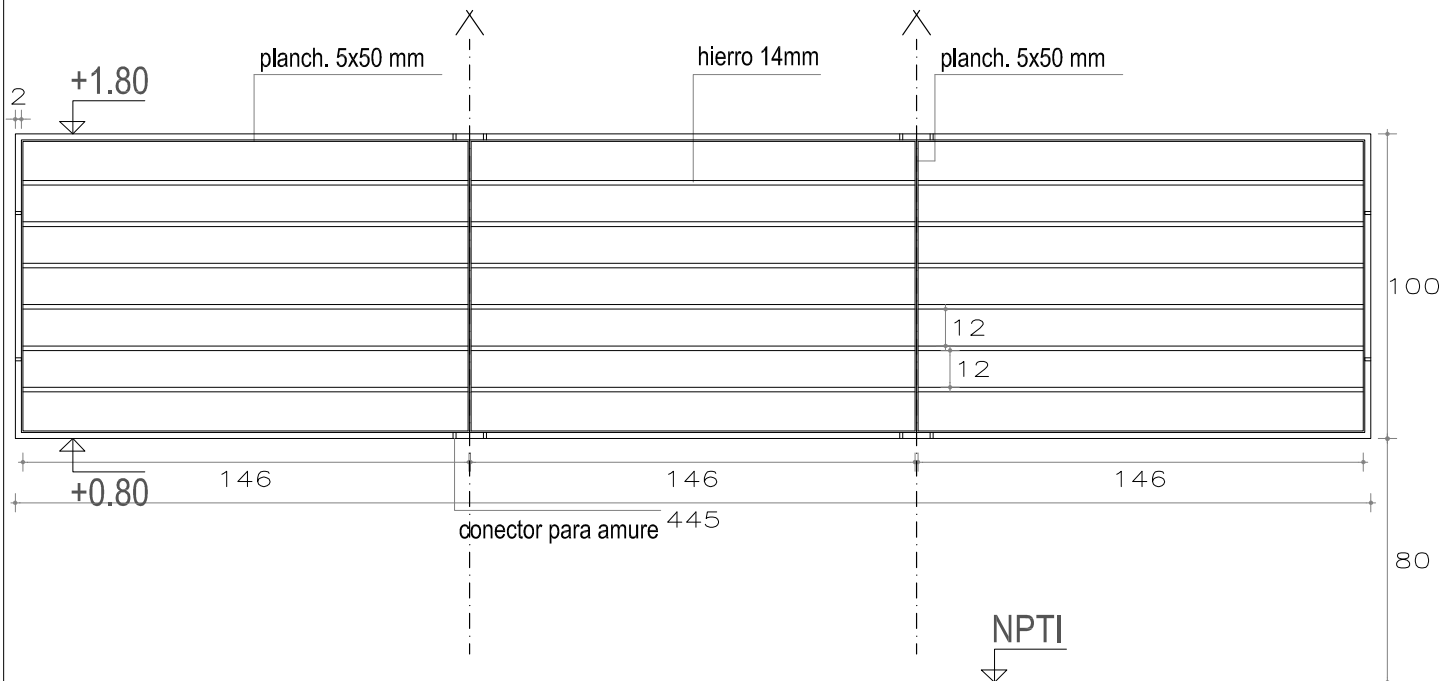 planch. 5x50 mm
hierro 14mm
planch. 5x50 mm
+1.80
2
100
12
12
146
146
146
+0.80
445
conector para amure
80
NPTI